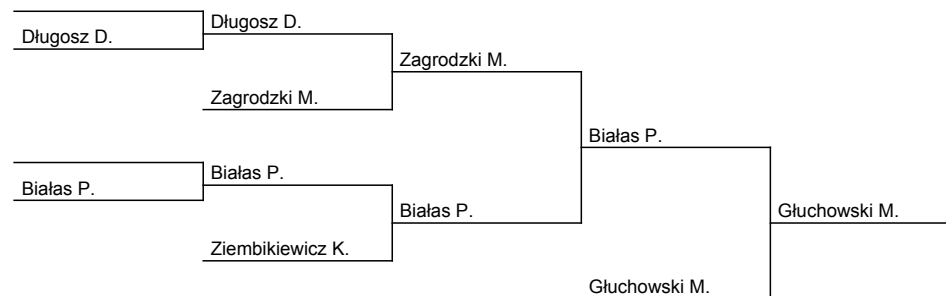 Długosz D.
Długosz D.
Zagrodzki M.
Zagrodzki M.
Białas P.
Białas P.
Białas P.
Białas P.
Głuchowski M.
Ziembikiewicz K.
Głuchowski M.